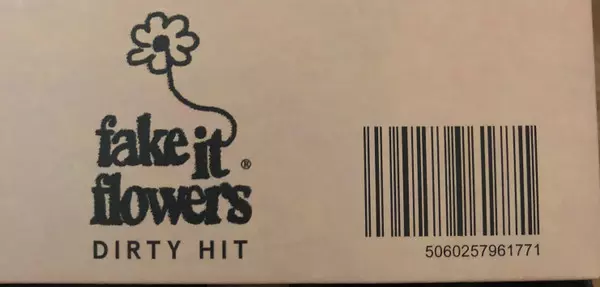 fake it®
flowers
DIRTY HIT
5060257961771